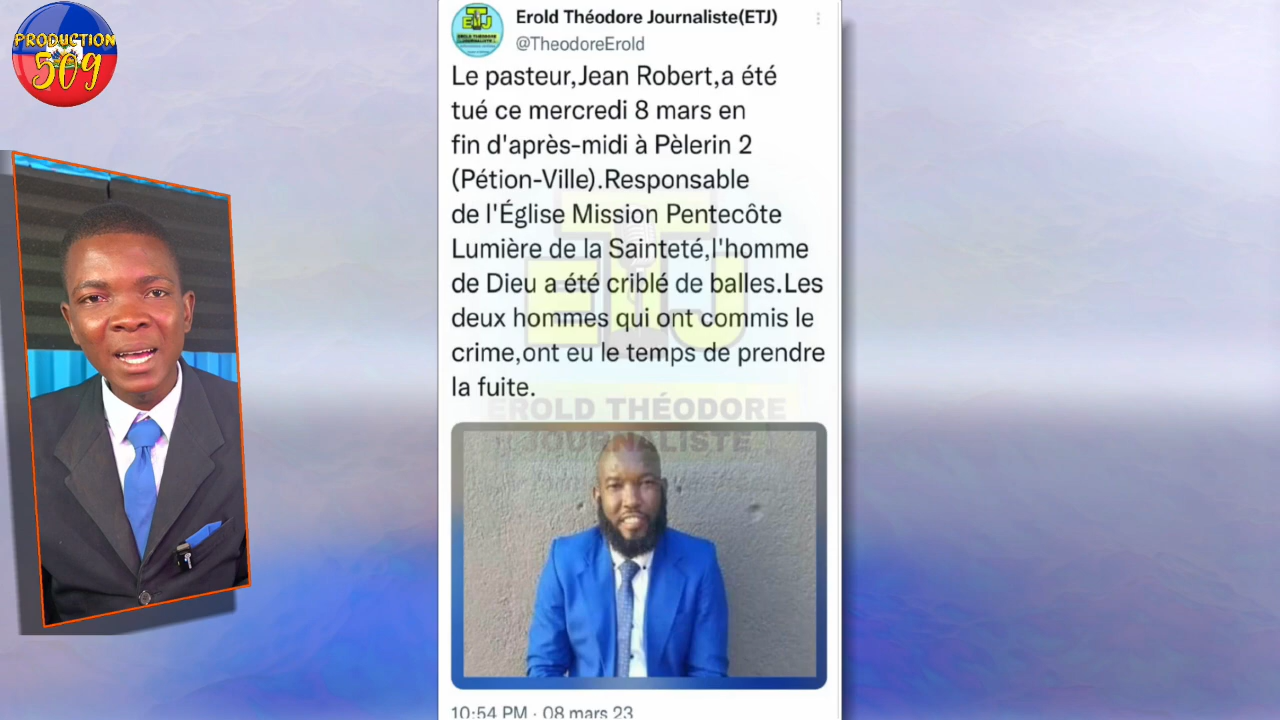 PRODUCTION
509
Erold Théodore Journaliste(ETJ)
@TheodoreErold
Le pasteur,Jean Robert,a été
tué ce mercredi 8 mars en
fin d'après-midi à Pèlerin 2
(Pétion-Ville).Responsable
de l'Église Mission Pentecôte
Lumière de la Sainteté,l'homme
de Dieu a été criblé de balles.Les
deux hommes qui ont commis le
crime,ont eu le temps de prendre
la fuite.
ETJ
EROLD THÉODORE
JOURNALISTE
10:54 PM · 08 mars 23